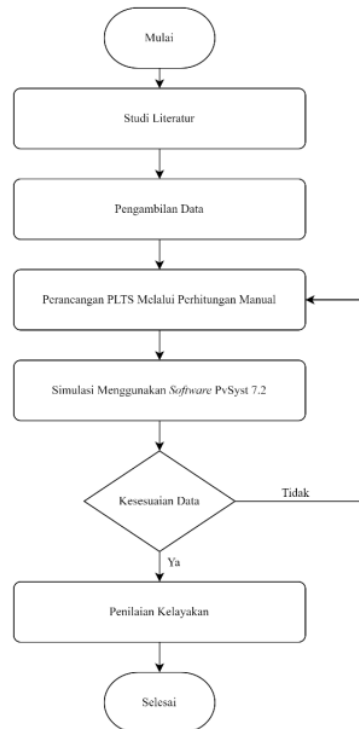 Mulai
Studi Literatur
Pengambilan Data
Perancangan PLTS Melalui Perhitungan Manual
Simulasi Menggunakan Software PvSyst 7.2
Kesesuaian Data
Tidak
Ya
Penilaian Kelayakan
Selesai